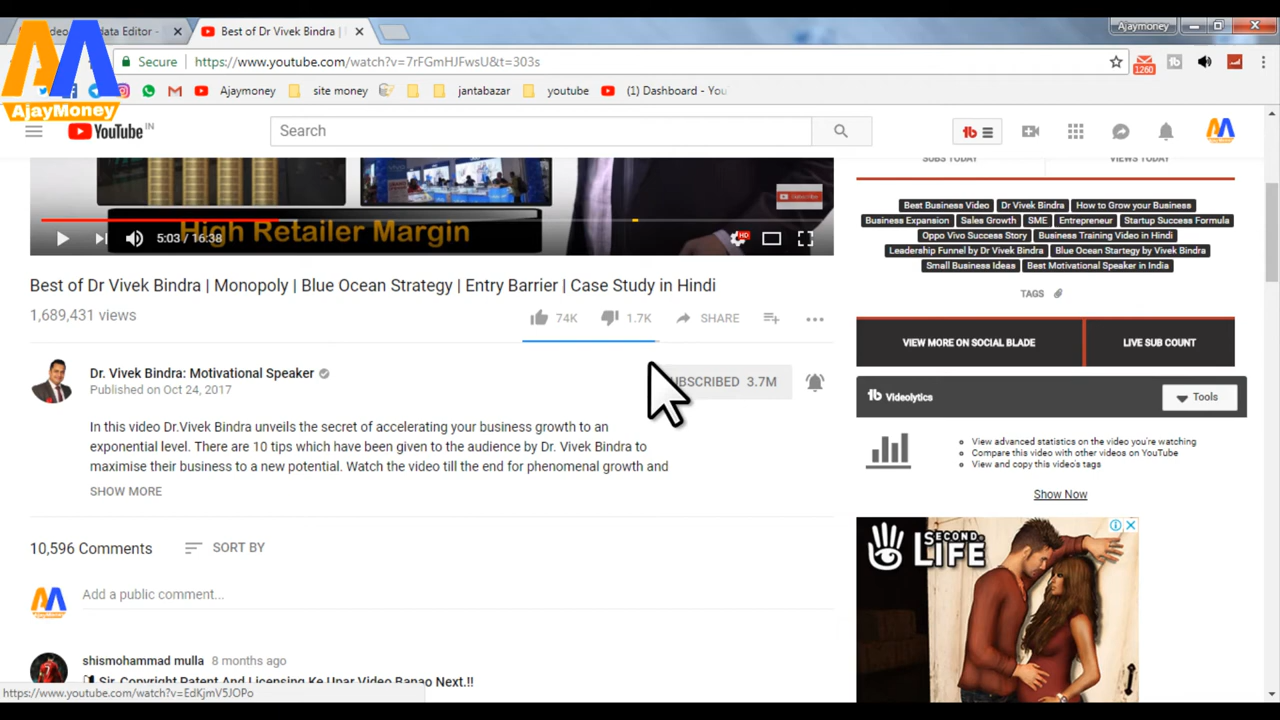 data Editor -
Best of Dr Vivek Bindra |
Ajaymoney
Secure
https://www.youtube.com/watch?v=7rFGmHJFwsU&t=303s
1260
AjayMoney
Ajaymoney
site money
jantabazar
youtube
(1) Dashboard - You
YouTube IN
Search
SUBS TODAY
VIEWS TODAY
High Retailer Margin
5:03 / 16:38
HD
Best Business Video
Dr Vivek Bindra
How to Grow your Business
Business Expansion
Sales Growth
SME
Entrepreneur
Startup Success Formula
Oppo Vivo Success Story
Business Training Video in Hindi
Leadership Funnel by Dr Vivek Bindra
Blue Ocean Startegy by Vivek Bindra
Small Business Ideas
Best Motivational Speaker in India
TAGS
Best of Dr Vivek Bindra | Monopoly | Blue Ocean Strategy | Entry Barrier | Case Study in Hindi
1,689,431 views
74K
1.7K
SHARE
VIEW MORE ON SOCIAL BLADE
LIVE SUB COUNT
Dr. Vivek Bindra: Motivational Speaker
Published on Oct 24, 2017
UBSCRIBED 3.7M
Videolytics
Tools
In this video Dr.Vivek Bindra unveils the secret of accelerating your business growth to an
exponential level. There are 10 tips which have been given to the audience by Dr. Vivek Bindra to
maximise their business to a new potential. Watch the video till the end for phenomenal growth and
SHOW MORE
View advanced statistics on the video you're watching
Compare this video with other videos on YouTube
View and copy this video's tags
Show Now
10,596 Comments
SORT BY
Add a public comment...
SECOND LIFE
shismohammad mulla 8 months ago
Sir, Copyright Patent And Licensing Ke Upar Video Banao Next.!!
https://www.youtube.com/watch?v=EdKjmV5JOPo